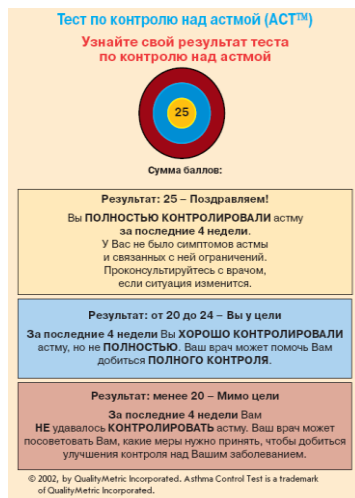 Тест по контролю над астмой (АСТ™)
Узнайте свой результат теста
по контролю над астмой
25
Сумма баллов:
Результат: 25 – Поздравляем!
Вы ПОЛНОСТЬЮ КОНТРОЛИРОВАЛИ астму
за последние 4 недели.
У Вас не было симптомов астмы
и связанных с ней ограничений.
Проконсультируйтесь с врачом,
если ситуация изменится.
Результат: от 20 до 24 – Вы у цели
За последние 4 недели Вы ХОРОШО КОНТРОЛИРОВАЛИ
астму, но не ПОЛНОСТЬЮ. Ваш врач может помочь Вам
добиться ПОЛНОГО КОНТРОЛЯ.
Результат: менее 20 – Мимо цели
За последние 4 недели Вам
НЕ удавалось КОНТРОЛИРОВАТЬ астму. Ваш врач может
посоветовать Вам, какие меры нужно принять, чтобы добиться
улучшения контроля над Вашим заболеванием.
© 2002, by QualityMetric Incorporated. Asthma Control Test is a trademark
of QualityMetric Incorporated.